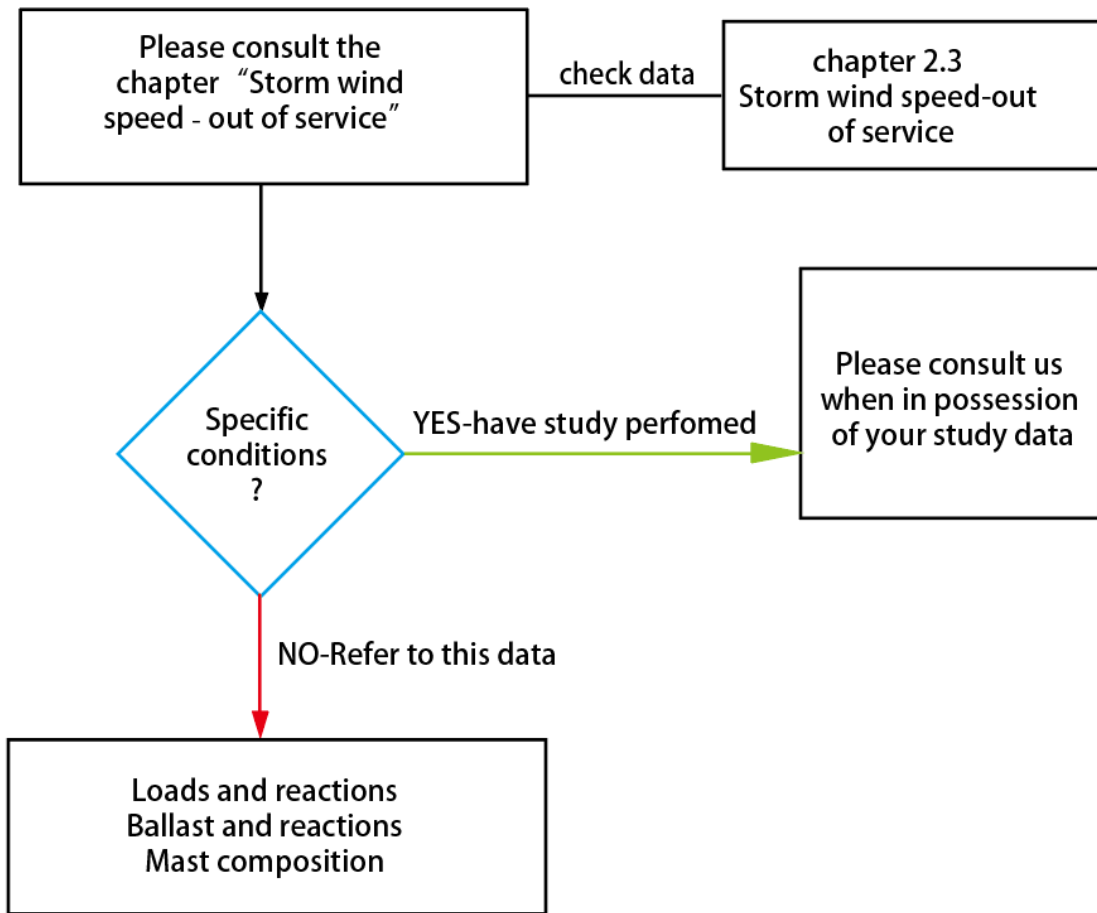 Please consult the
chapter “Storm wind
speed - out of service”
check data
chapter 2.3
Storm wind speed-out
of service
Specific
conditions
?
YES-have study perfomed
Please consult us
when in possession
of your study data
NO-Refer to this data
Loads and reactions
Ballast and reactions
Mast composition